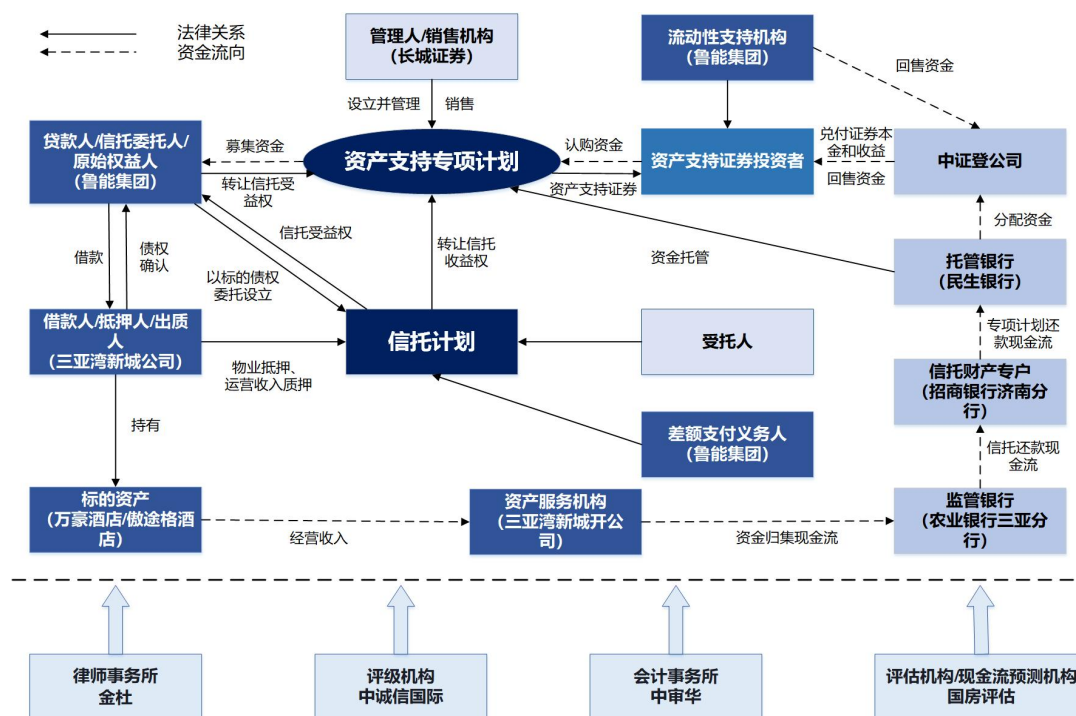 法律关系
资金流向
管理人/销售机构
（长城证券）
流动性支持机构
（鲁能集团）
回售资金
设立并管理
销售
贷款人/信托委托人/
原始权益人
（鲁能集团）
募集资金
转让信托受
益权
资产支持专项计划
认购资金
资产支持证券
资产支持证券投资者
兑付证券本
金和收益
回售资金
中证登公司
分配资金
借款
债权
确认
信托受益权
以标的债权
委托设立
转让信托
收益权
资金托管
托管银行
（民生银行）
专项计划还
款现金流
借款人/抵押人/出质
人
（三亚湾新城公司）
物业抵押、
运营收入质押
信托计划
受托人
信托财产专户
（招商银行济南分
行）
信托还款现
金流
持有
差额支付义务人
（鲁能集团）
标的资产
（万豪酒店/傲途格酒
店）
经营收入
资产服务机构
（三亚湾新城开公
司）
资金归集现金流
监管银行
（农业银行三亚分
行）
律师事务所
金杜
评级机构
中诚信国际
会计事务所
中审华
评估机构/现金流预测机构
国房评估